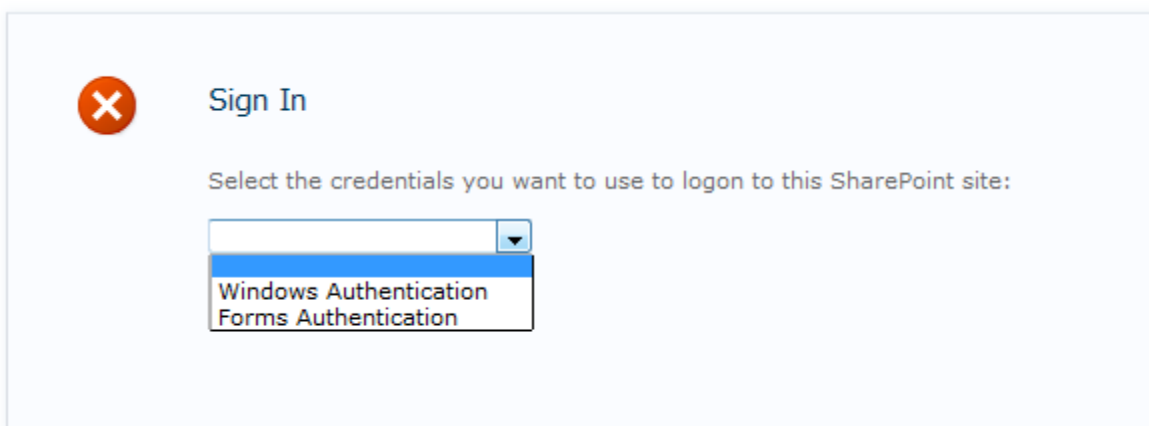 Sign In
Select the credentials you want to use to logon to this SharePoint site:
Windows Authentication
Forms Authentication